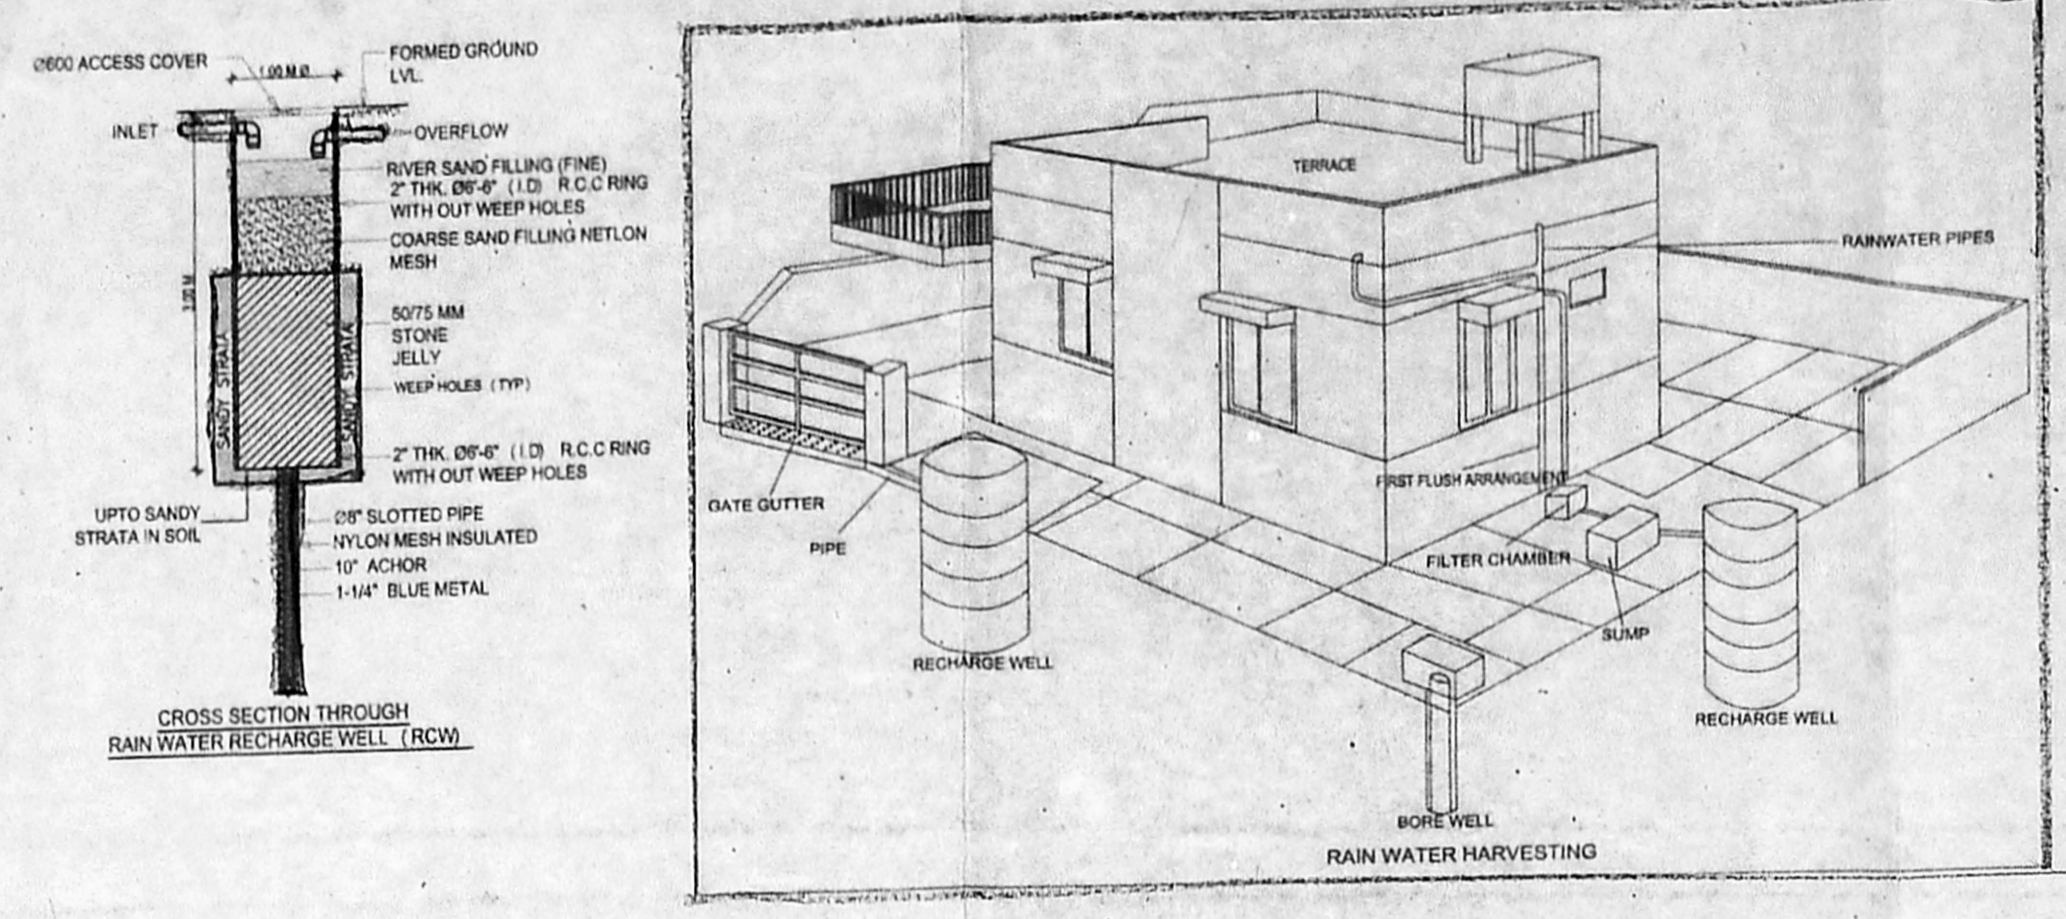 Ø600 ACCESS COVER
1.00 M Ø
FORMED GROUND
LVL.
INLET
OVERFLOW
RIVER SAND FILLING (FINE)
2" THK. Ø6'-6" (I.D) R.C.C RING
WITH OUT WEEP HOLES
COARSE SAND FILLING NETLON
MESH
3.00 M
50/75 MM
STONE
JELLY
SANDY STRATA
SANDY STRATA
WEEP HOLES (TYP)
2" THK. Ø6'-6" (I.D) R.C.C RING
WITH OUT WEEP HOLES
UPTO SANDY
STRATA IN SOIL
Ø8" SLOTTED PIPE
NYLON MESH INSULATED
10" ACHOR
1-1/4" BLUE METAL
CROSS SECTION THROUGH
RAIN WATER RECHARGE WELL (RCW)
TERRACE
RAINWATER PIPES
FIRST FLUSH ARRANGEMENT
GATE GUTTER
PIPE
FILTER CHAMBER
SUMP
RECHARGE WELL
RECHARGE WELL
BORE WELL
RAIN WATER HARVESTING